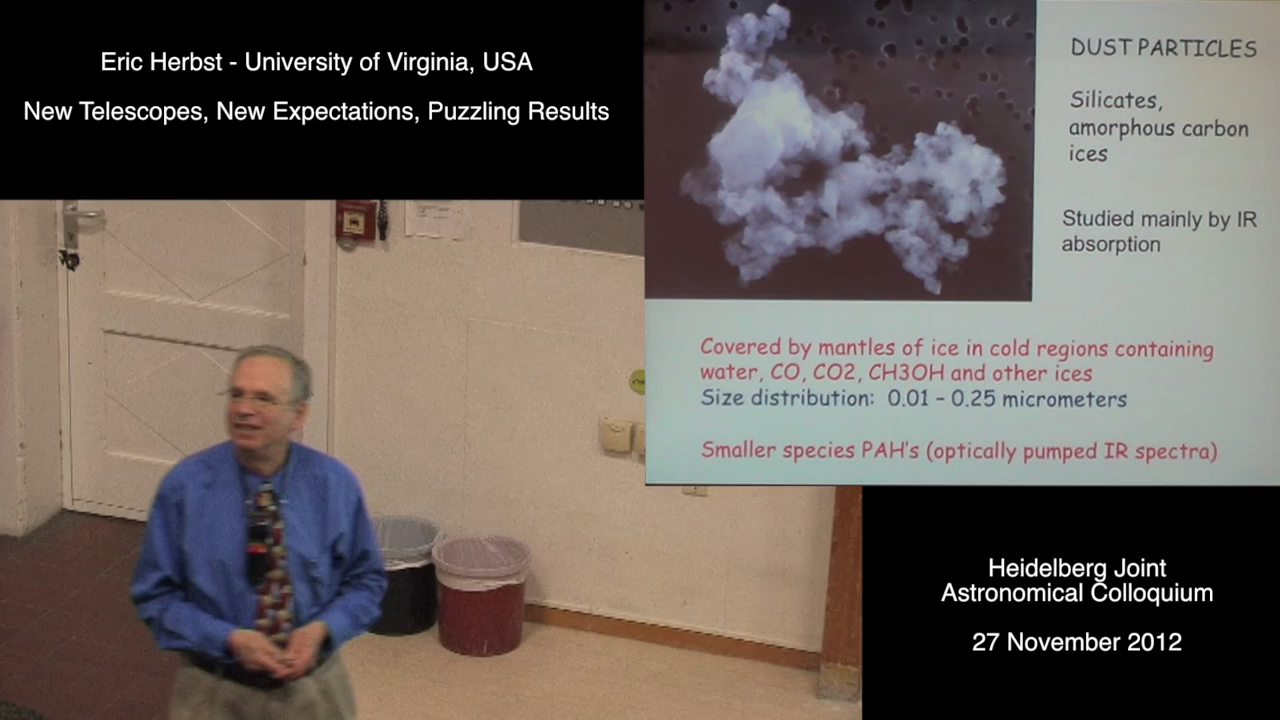 Eric Herbst - University of Virginia, USA
New Telescopes, New Expectations, Puzzling Results
DUST PARTICLES
Silicates,
amorphous carbon
ices
Studied mainly by IR
absorption
Covered by mantles of ice in cold regions containing
water, CO, CO2, CH3OH and other ices
Size distribution: 0.01 – 0.25 micrometers
Smaller species PAH's (optically pumped IR spectra)
Heidelberg Joint
Astronomical Colloquium
27 November 2012